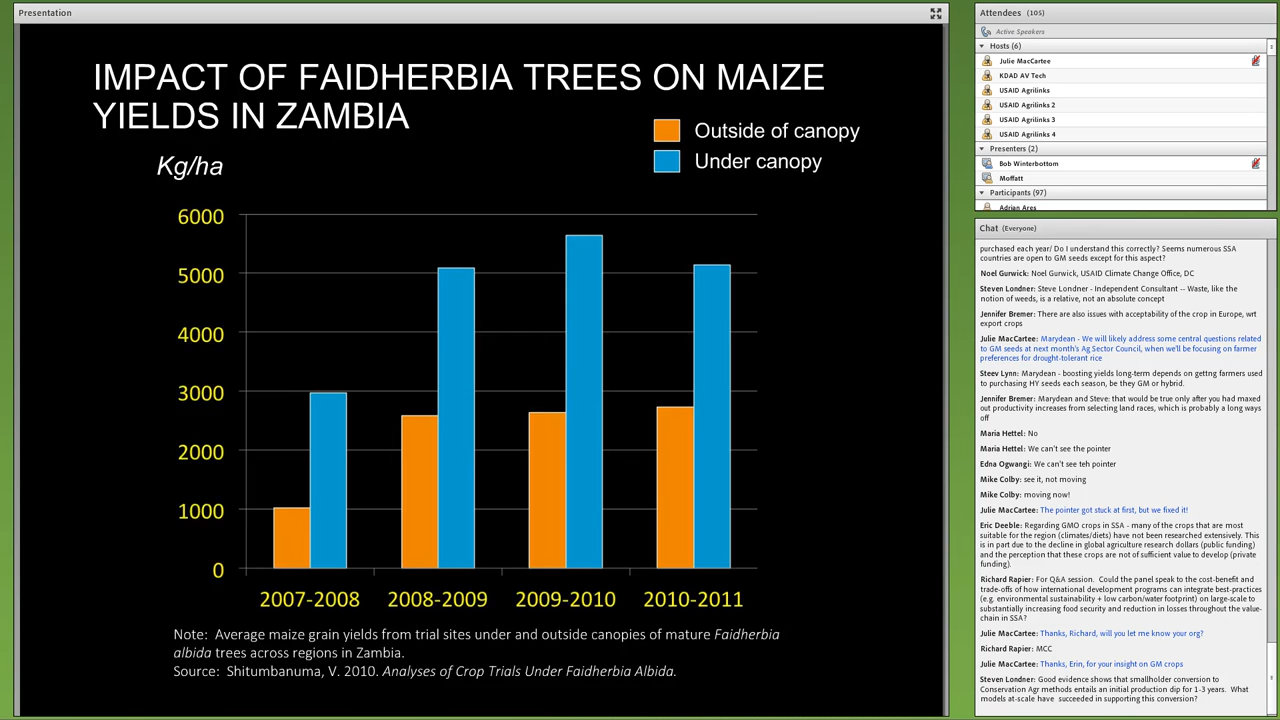 Presentation
IMPACT OF FAIDHERBIA TREES ON MAIZE
YIELDS IN ZAMBIA
Outside of canopy
Under canopy
Kg/ha
6000
5000
4000
3000
2000
1000
0
2007-2008 2008-2009 2009-2010 2010-2011
Note: Average maize grain yields from trial sites under and outside canopies of mature Faidherbia
albida trees across regions in Zambia.
Source: Shitumbanuma, V. 2010. Analyses of Crop Trials Under Faidherbia Albida.
Attendees (105)
Active Speakers
Hosts (6)
Julie MacCartee
KDAD AV Tech
USAID Agrilinks
USAID Agrilinks 2
USAID Agrilinks 3
USAID Agrilinks 4
Presenters (2)
Bob Winterbottom
Moffatt
Participants (97)
Adrian Ares
Chat (Everyone)
purchased each year/ Do I understand this correctly? Seems numerous SSA
countries are open to GM seeds except for this aspect?
Noel Gurwick: Noel Gurwick, USAID Climate Change Office, DC
Steven Londner: Steve Londner - Independent Consultant -- Waste, like the
notion of weeds, is a relative, not an absolute concept
Jennifer Bremer: There are also issues with acceptability of the crop in Europe, wrt
export crops
Julie MacCartee: Marydean - We will likely address some central questions related
to GM seeds at next month's Ag Sector Council, when we'll be focusing on farmer
preferences for drought-tolerant rice
Steev Lynn: Marydean - boosting yields long-term depends on gettng farmers used
to purchasing HY seeds each season, be they GM or hybrid.
Jennifer Bremer: Marydean and Steve: that would be true only after you had maxed
out productivity increases from selecting land races, which is probably a long ways
off
Maria Hettel: No
Maria Hettel: We can't see the pointer
Edna Ogwangi: We can't see teh pointer
Mike Colby: see it, not moving
Mike Colby: moving now!
Julie MacCartee: The pointer got stuck at first, but we fixed it!
Eric Deeble: Regarding GMO crops in SSA - many of the crops that are most
suitable for the region (climates/diets) have not been researched extensively. This
is in part due to the decline in global agriculture research dollars (public funding)
and the perception that these crops are not of sufficient value to develop (private
funding).
Richard Rapier: For Q&A session. Could the panel speak to the cost-benefit and
trade-offs of how international development programs can integrate best-practices
(e.g. environmental sustainability + low carbon/water footprint) on large-scale to
substantially increasing food security and reduction in losses throughout the value-
chain in SSA?
Julie MacCartee: Thanks, Richard, will you let me know your org?
Richard Rapier: MCC
Julie MacCartee: Thanks, Erin, for your insight on GM crops
Steven Londner: Good evidence shows that smallholder conversion to
Conservation Agr methods entails an initial production dip for 1-3 years. What
models at-scale have succeeded in supporting this conversion?